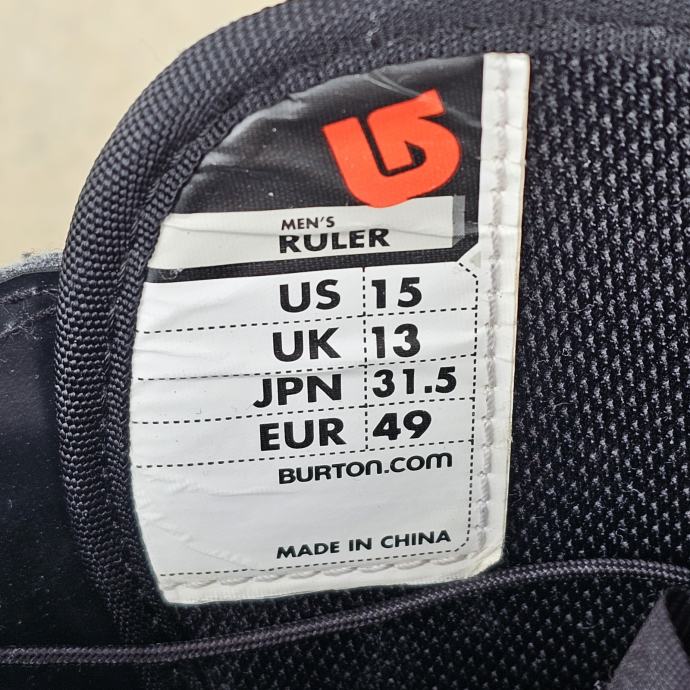 MEN'S
RULER
US 15
UK 13
JPN 31.5
EUR 49
BURTON.COM
MADE IN CHINA